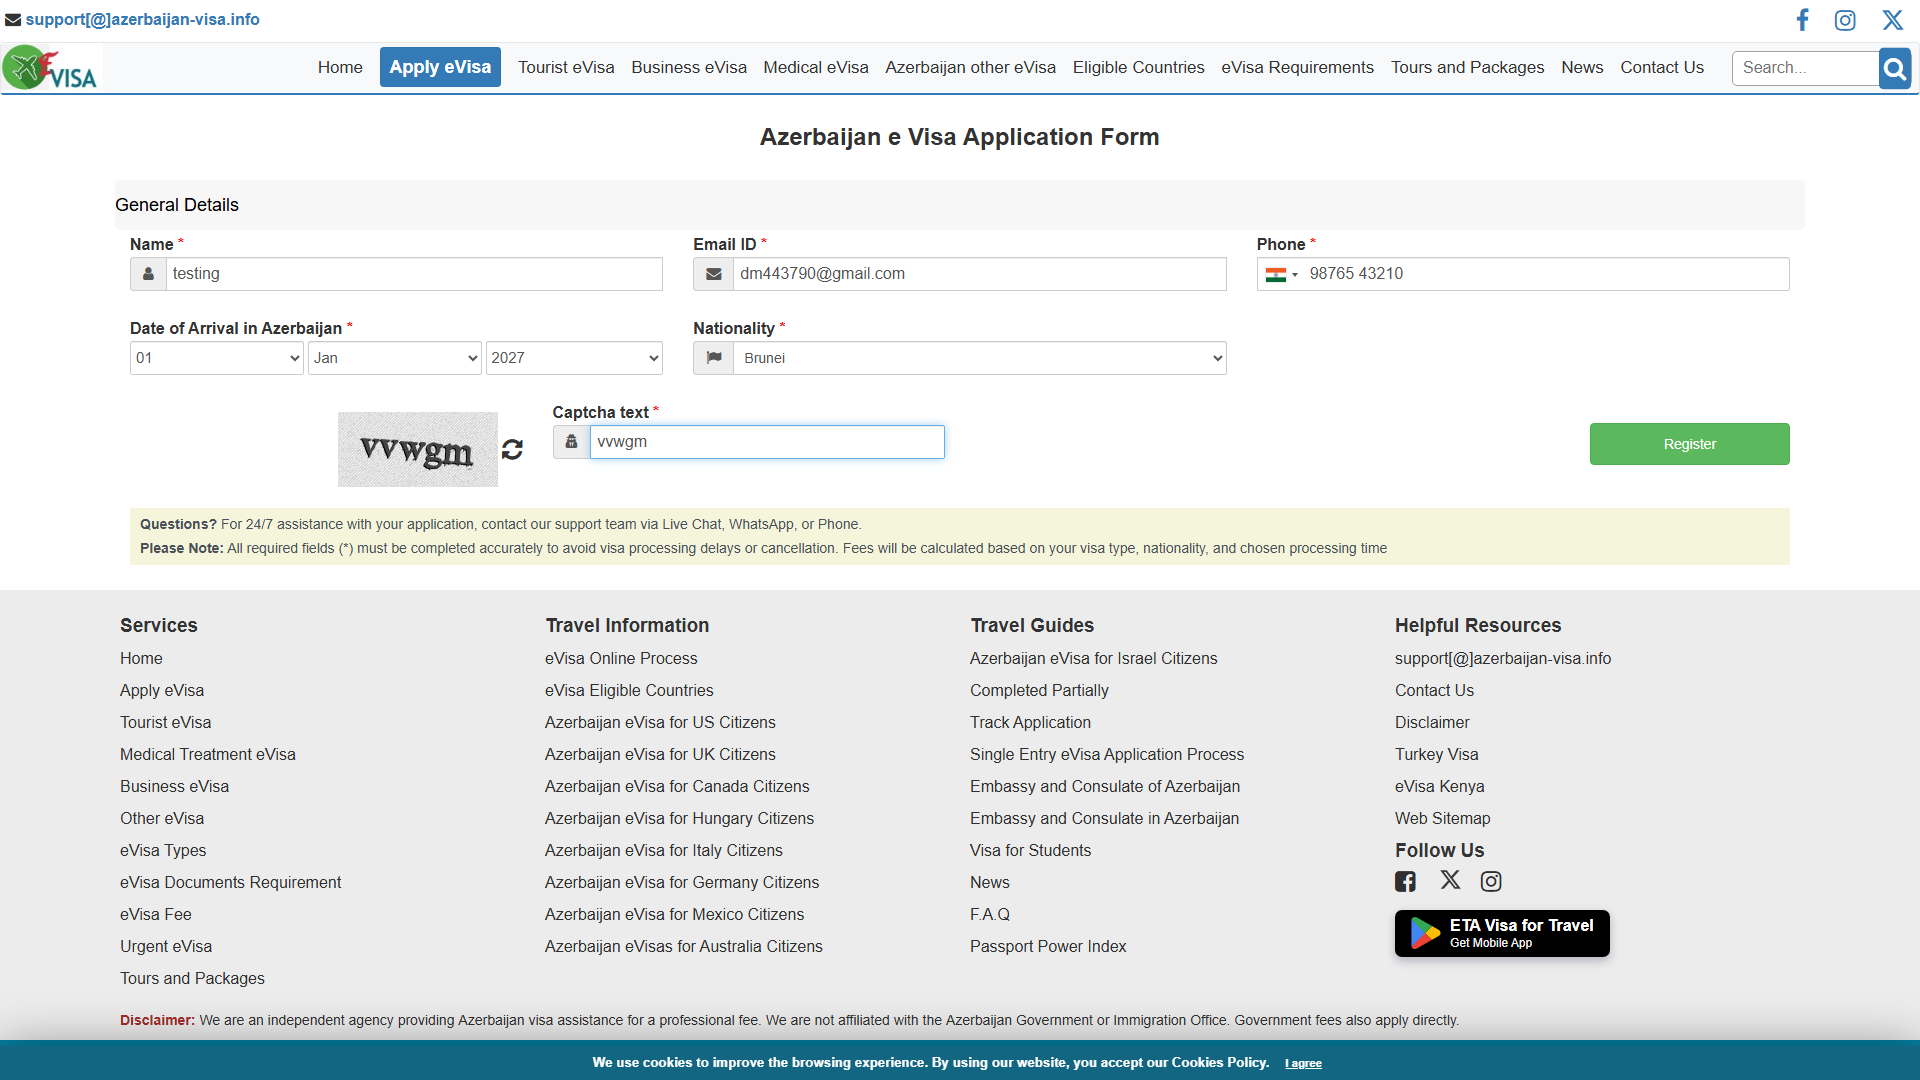 support[@]azerbaijan-visa.info
eVISA
Home Apply eVisa Tourist eVisa Business eVisa Medical eVisa Azerbaijan other eVisa Eligible Countries eVisa Requirements Tours and Packages News Contact Us Search...
Azerbaijan e Visa Application Form
General Details
Name * Email ID * Phone *
testing dm443790@gmail.com 98765 43210
Date of Arrival in Azerbaijan * Nationality *
01 Jan 2027 Brunei
Captcha text *
vvwgm vvwgm Register
Questions? For 24/7 assistance with your application, contact our support team via Live Chat, WhatsApp, or Phone.
Please Note: All required fields (*) must be completed accurately to avoid visa processing delays or cancellation. Fees will be calculated based on your visa type, nationality, and chosen processing time
Services
Home
Apply eVisa
Tourist eVisa
Medical Treatment eVisa
Business eVisa
Other eVisa
eVisa Types
eVisa Documents Requirement
eVisa Fee
Urgent eVisa
Tours and Packages
Travel Information
eVisa Online Process
eVisa Eligible Countries
Azerbaijan eVisa for US Citizens
Azerbaijan eVisa for UK Citizens
Azerbaijan eVisa for Canada Citizens
Azerbaijan eVisa for Hungary Citizens
Azerbaijan eVisa for Italy Citizens
Azerbaijan eVisa for Germany Citizens
Azerbaijan eVisa for Mexico Citizens
Azerbaijan eVisas for Australia Citizens
Travel Guides
Azerbaijan eVisa for Israel Citizens
Completed Partially
Track Application
Single Entry eVisa Application Process
Embassy and Consulate of Azerbaijan
Embassy and Consulate in Azerbaijan
Visa for Students
News
F.A.Q
Passport Power Index
Helpful Resources
support[@]azerbaijan-visa.info
Contact Us
Disclaimer
Turkey Visa
eVisa Kenya
Web Sitemap
Follow Us
ETA Visa for Travel
Get Mobile App
Disclaimer: We are an independent agency providing Azerbaijan visa assistance for a professional fee. We are not affiliated with the Azerbaijan Government or Immigration Office. Government fees also apply directly.
We use cookies to improve the browsing experience. By using our website, you accept our Cookies Policy. I agree